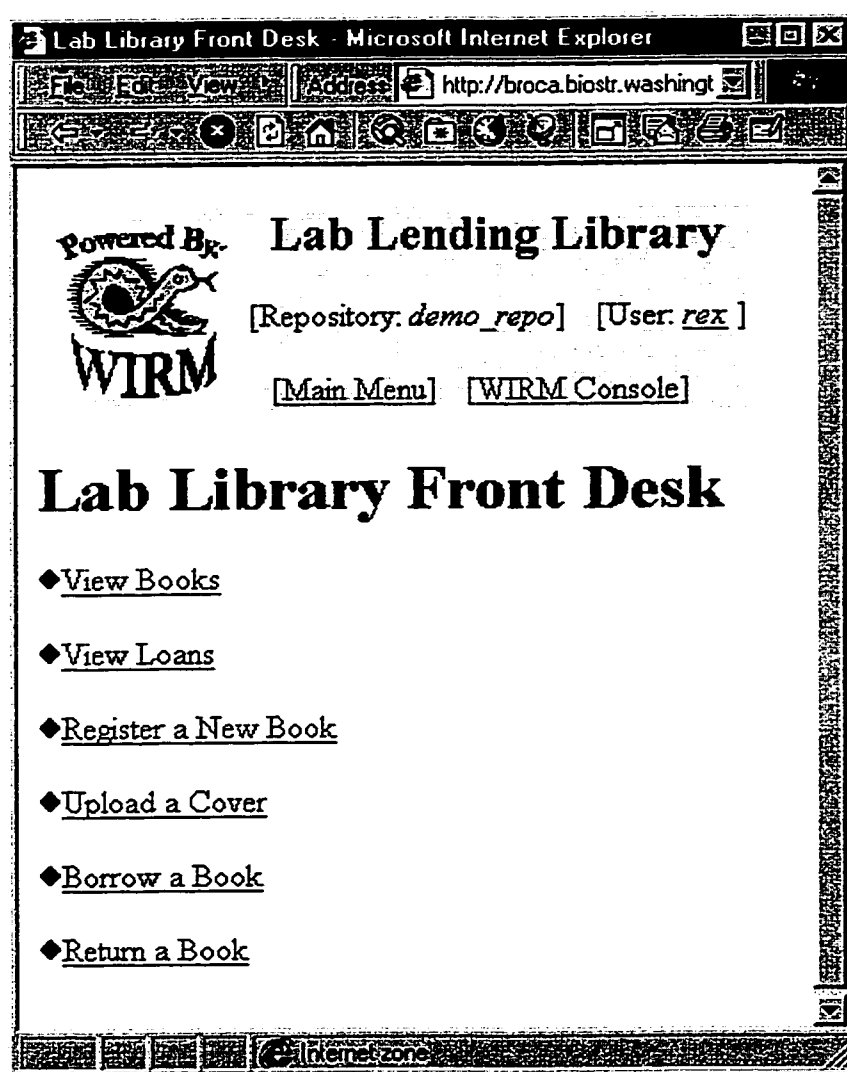 Lab Library Front Desk - Microsoft Internet Explorer
File Edit View Address http://broca.biostr.washingt
Powered By
WIRM
Lab Lending Library
[Repository: demo_repo] [User: rex ]
[Main Menu] [WIRM Console]
Lab Library Front Desk
◆View Books
◆View Loans
◆Register a New Book
◆Upload a Cover
◆Borrow a Book
◆Return a Book
Internet zone